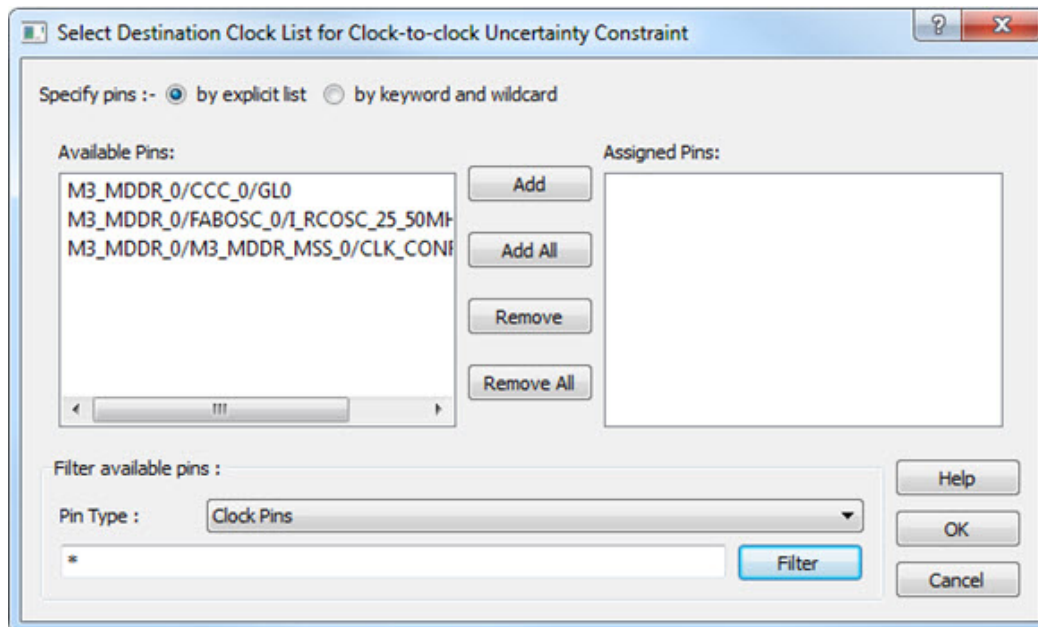 Select Destination Clock List for Clock-to-clock Uncertainty Constraint
Specify pins :- by explicit list by keyword and wildcard
Available Pins:
Assigned Pins:
M3_MDDR_0/CCC_0/GL0
M3_MDDR_0/FABOSC_0/I_RCOSC_25_50MH
M3_MDDR_0/M3_MDDR_MSS_0/CLK_CONF
Add
Add All
Remove
Remove All
Filter available pins :
Pin Type : Clock Pins
*
Filter
Help
OK
Cancel